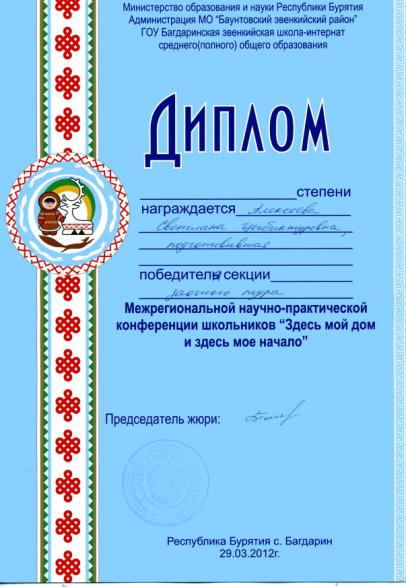 Министерство образования и науки Республики Бурятия
Администрация МО "Баунтовский эвенкийский район"
ГОУ Багдаринская эвенкийская школа-интернат
среднего(полного) общего образования
Диплом
степени
награждается Алексеева
Светлана
подготовившая
победителя секции
заочного тура
Межрегиональной научно-практической
конференции школьников "Здесь мой дом
и здесь мое начало"
Председатель жюри:
Республика Бурятия с. Багдарин
29.03.2012г.